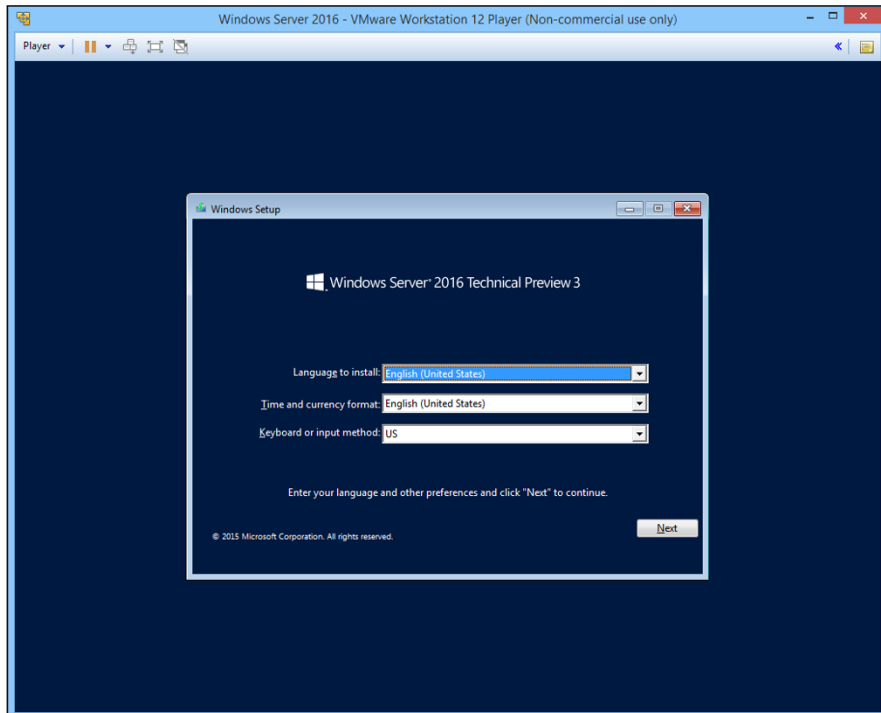 Windows Server 2016 - VMware Workstation 12 Player (Non-commercial use only)
Player
Windows Setup
Windows Server® 2016 Technical Preview 3
Language to install: English (United States)
Time and currency format: English (United States)
Keyboard or input method: US
Enter your language and other preferences and click "Next" to continue.
Next
© 2015 Microsoft Corporation. All rights reserved.